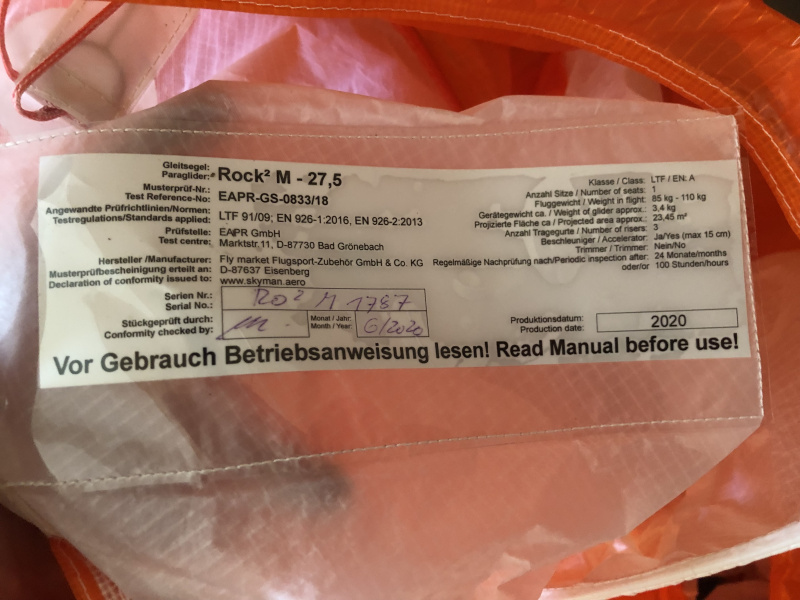 Gleitsegel:
Paraglider: Rock² M - 27,5
Musterprüf-Nr.:
Test Reference-No: EAPR-GS-0833/18
Angewandte Prüfrichtlinien/Normen:
Testregulations/Standards applied: LTF 91/09; EN 926-1:2016, EN 926-2:2013
Prüfstelle: EAPR GmbH
Test centre: Marktstr.11, D-87730 Bad Grönebach
Hersteller /Manufacturer: Fly market Flugsport-Zubehör GmbH & Co. KG
Musterprüfbescheinigung erteilt an: D-87637 Eisenberg
Declaration of conformity issued to: www.skyman.aero
Serien Nr.:
Serial No.: RO² M 1787
Stückgeprüft durch: Monat / Jahr:
Conformity checked by: Month / Year: 6/2020
Klasse / Class: LTF / EN: A
Anzahl Sitze / Number of seats: 1
Fluggewicht / Weight in flight: 85 kg - 110 kg
Gerätegewicht ca. / Weight of glider approx.: 3,4 kg
Projizierte Fläche ca / Projected area approx.: 23,45 m²
Anzahl Tragegurte / Number of risers: 3
Beschleuniger / Accelerator: Ja/Yes (max 15 cm)
Trimmer / Trimmer: Nein/No
Regelmäßige Nachprüfung nach/Periodic inspection after: 24 Monate/months
oder/or 100 Stunden/hours
Produktionsdatum:
Production date: 2020
Vor Gebrauch Betriebsanweisung lesen! Read Manual before use!